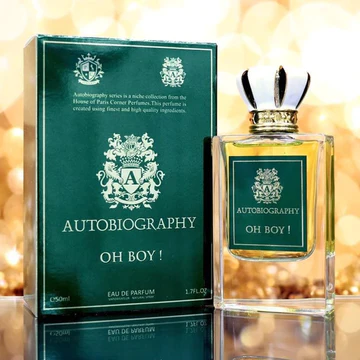 Autobiography series is a niche collection from the
House of Paris Corner Perfumes. This perfume is
created using finest and high quality ingredients.
A
AUTOBIOGRAPHY
OH BOY !
℮50ml
EAU DE PARFUM
1.7FL.OZ
AUTOBIOGRAPHY
OH BOY !